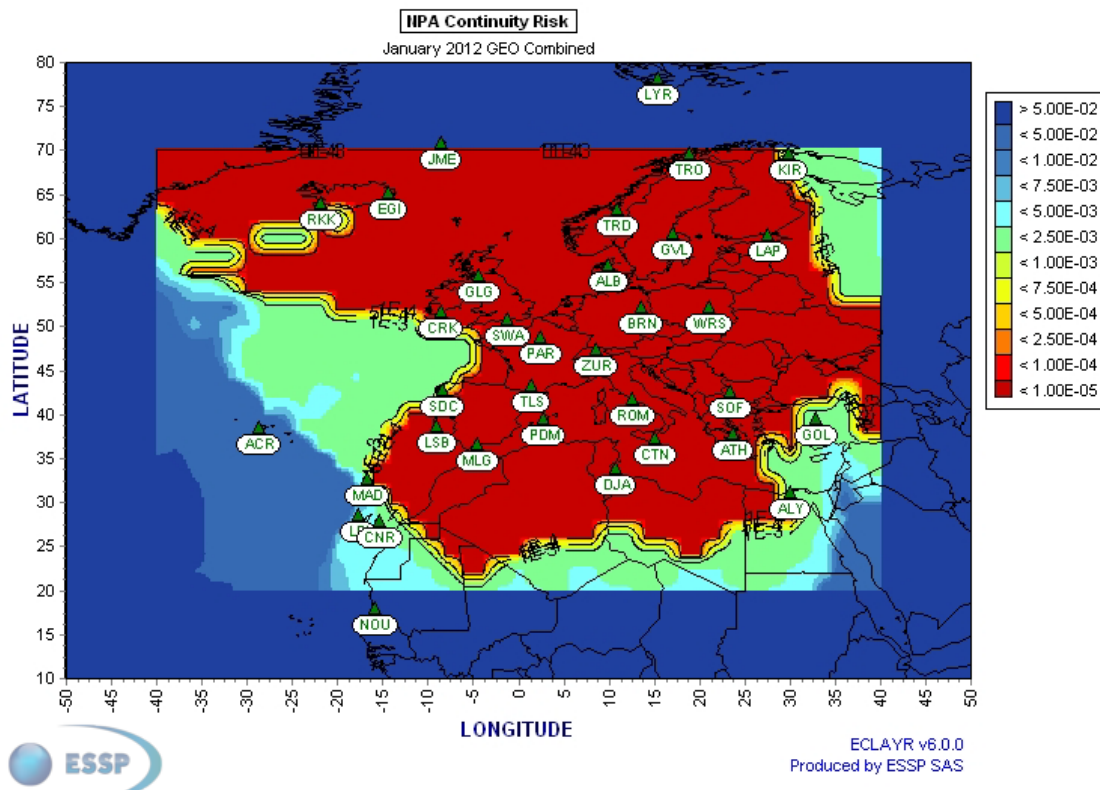 NPA Continuity Risk
January 2012 GEO Combined
80
75
70
65
60
55
50
45
40
35
30
25
20
15
10
LATITUDE
LYR
JME
TRO
KIR
EGI
RKK
TRD
GVL
LAP
ALB
GLG
CRK
SWA
BRN
WRS
PAR
ZUR
TLS
SDC
ROM
SOF
ACR
LSB
PDM
GOL
MLG
CTN
ATH
DJA
MAD
ALY
CNR
NOU
> 5.00E-02
< 5.00E-02
< 1.00E-02
< 7.50E-03
< 5.00E-03
< 2.50E-03
< 1.00E-03
< 7.50E-04
< 5.00E-04
< 2.50E-04
< 1.00E-04
< 1.00E-05
-50 -45 -40 -35 -30 -25 -20 -15 -10 -5 0 5 10 15 20 25 30 35 40 45 50
LONGITUDE
ESSP
ECLAYR v6.0.0
Produced by ESSP SAS